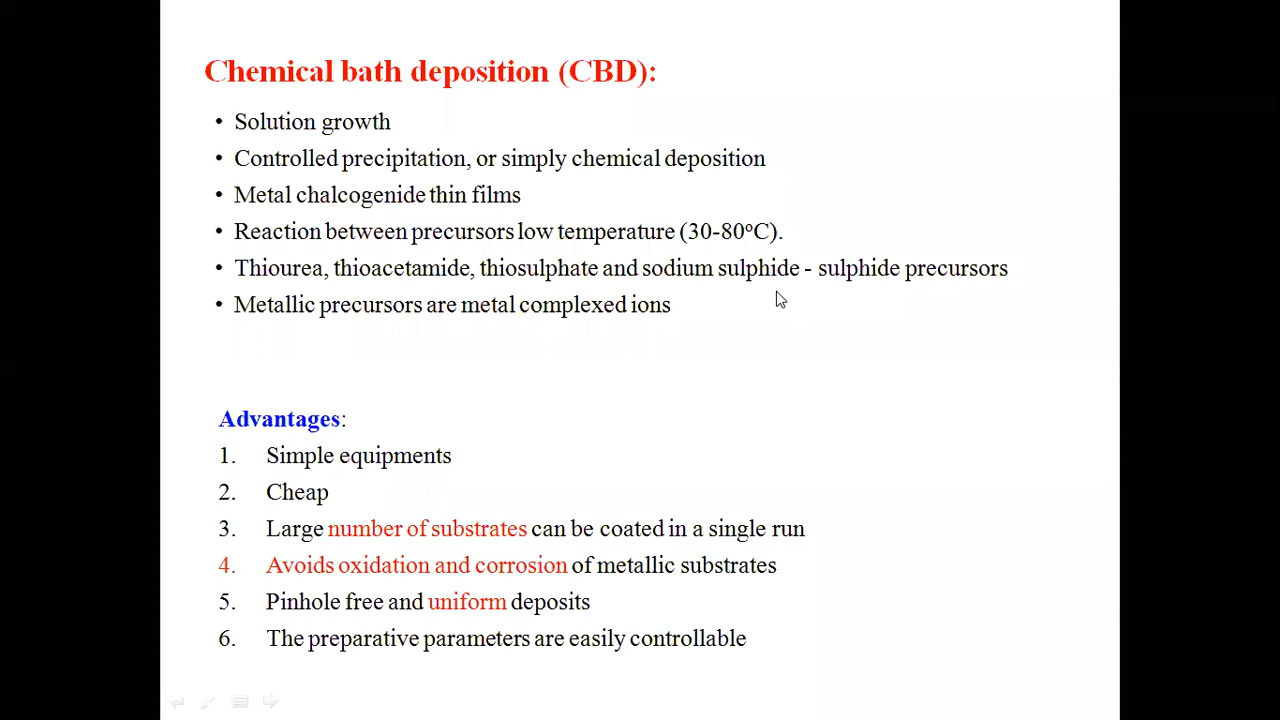 Chemical bath deposition (CBD):
• Solution growth
• Controlled precipitation, or simply chemical deposition
• Metal chalcogenide thin films
• Reaction between precursors low temperature (30-80ºC).
• Thiourea, thioacetamide, thiosulphate and sodium sulphide - sulphide precursors
• Metallic precursors are metal complexed ions
Advantages:
1. Simple equipments
2. Cheap
3. Large number of substrates can be coated in a single run
4. Avoids oxidation and corrosion of metallic substrates
5. Pinhole free and uniform deposits
6. The preparative parameters are easily controllable